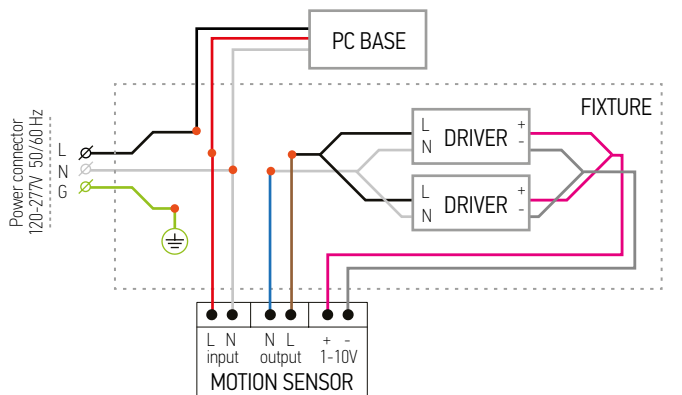 PC BASE
FIXTURE
Power connector
120-277V 50/60 Hz
L
N
G
L
N
DRIVER
+
-
L
N
DRIVER
+
-
L N
input
N L
output
+ -
1-10V
MOTION SENSOR